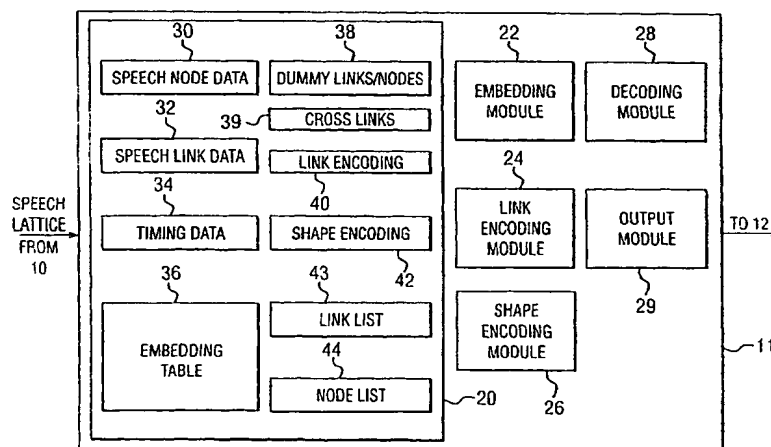 30
38
22
28
SPEECH NODE DATA
DUMMY LINKS/NODES
EMBEDDING
MODULE
DECODING
MODULE
39
CROSS LINKS
32
SPEECH LINK DATA
LINK ENCODING
40
24
SPEECH
LATTICE
FROM
10
34
TIMING DATA
SHAPE ENCODING
42
LINK
ENCODING
MODULE
OUTPUT
MODULE
29
TO 12
36
EMBEDDING
TABLE
43
LINK LIST
44
NODE LIST
SHAPE
ENCODING
MODULE
26
20
11